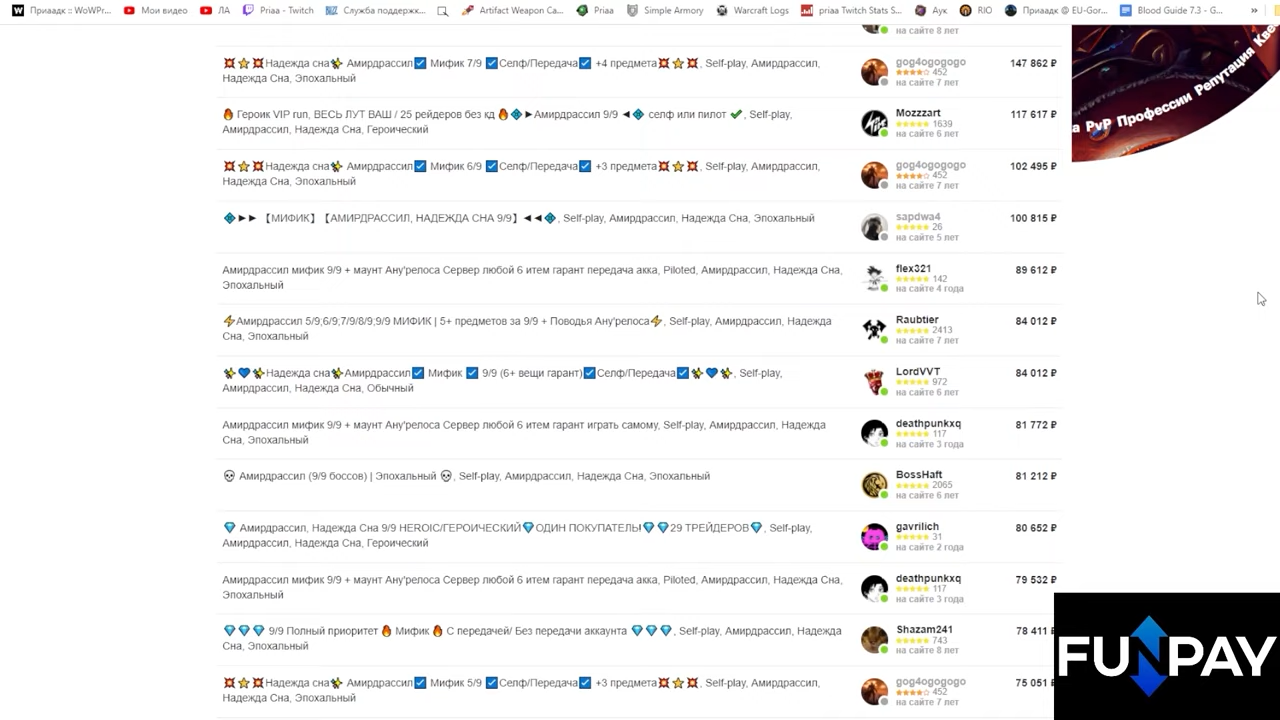 Приаадк :: WoWPr...
Мои видео
ЛА
Priaa - Twitch
Служба поддержк...
Artifact Weapon Ca...
Priaa
Simple Armory
Warcraft Logs
priaa Twitch Stats S...
Аук
RIO
Приаадк @ EU-Gor...
Blood Guide 7.3 - G...
»
на сайте 8 лет
💥⭐💥Надежда сна✨ Амирдрассил☑ Мифик 7/9 ☑Селф/Передача☑ +4 предмета💥⭐💥, Self-play, Амирдрассил,
Надежда Сна, Эпохальный
gog4ogogogo
452
на сайте 7 лет
147 862 ₽
🔥 Героик VIP run, ВЕСЬ ЛУТ ВАШ / 25 рейдеров без кд 🔥💠►Амирдрассил 9/9 ◄💠 селф или пилот ✔, Self-play,
Амирдрассил, Надежда Сна, Героический
Mozzzart
1639
на сайте 6 лет
117 617 ₽
💥⭐💥Надежда сна✨ Амирдрассил☑ Мифик 6/9 ☑Селф/Передача☑ +3 предмета💥⭐💥, Self-play, Амирдрассил,
Надежда Сна, Эпохальный
gog4ogogogo
452
на сайте 7 лет
102 495 ₽
💠►► 【МИФИК】【АМИРДРАССИЛ, НАДЕЖДА СНА 9/9】◄◄💠, Self-play, Амирдрассил, Надежда Сна, Эпохальный
sapdwa4
26
на сайте 5 лет
100 815 ₽
Амирдрассил мифик 9/9 + маунт Ану'релоса Сервер любой 6 итем гарант передача акка, Piloted, Амирдрассил, Надежда Сна,
Эпохальный
flex321
142
на сайте 4 года
89 612 ₽
⚡Амирдрассил 5/9;6/9;7/9/8/9;9/9 МИФИК | 5+ предметов за 9/9 + Поводья Ану'релоса⚡, Self-play, Амирдрассил, Надежда
Сна, Эпохальный
Raubtier
2413
на сайте 7 лет
84 012 ₽
✨💙✨Надежда сна✨Амирдрассил☑ Мифик ☑ 9/9 (6+ вещи гарант)☑Селф/Передача☑✨💙✨, Self-play,
Амирдрассил, Надежда Сна, Обычный
LordVVT
972
на сайте 6 лет
84 012 ₽
Амирдрассил мифик 9/9 + маунт Ану'релоса Сервер любой 6 итем гарант играть самому, Self-play, Амирдрассил, Надежда
Сна, Эпохальный
deathpunkxq
117
на сайте 3 года
81 772 ₽
💀 Амирдрассил (9/9 боссов) | Эпохальный 💀, Self-play, Амирдрассил, Надежда Сна, Эпохальный
BossHaft
2065
на сайте 6 лет
81 212 ₽
💎 Амирдрассил, Надежда Сна 9/9 HEROIC/ГЕРОИЧЕСКИЙ💎ОДИН ПОКУПАТЕЛЬ!💎 💎29 ТРЕЙДЕРОВ💎, Self-play,
Амирдрассил, Надежда Сна, Героический
gavrilich
31
на сайте 2 года
80 652 ₽
Амирдрассил мифик 9/9 + маунт Ану'релоса Сервер любой 6 итем гарант передача акка, Piloted, Амирдрассил, Надежда Сна,
Эпохальный
deathpunkxq
117
на сайте 3 года
79 532 ₽
💎💎💎 9/9 Полный приоритет 🔥 Мифик 🔥 С передачей/ Без передачи аккаунта 💎💎💎, Self-play, Амирдрассил, Надежда
Сна, Эпохальный
Shazam241
743
на сайте 8 лет
78 411 ₽
💥⭐💥Надежда сна✨ Амирдрассил☑ Мифик 5/9 ☑Селф/Передача☑ +3 предмета💥⭐💥, Self-play, Амирдрассил,
Надежда Сна, Эпохальный
gog4ogogogo
452
на сайте 7 лет
75 051 ₽
а PvP Профессии Репутация Кве
FUNPAY